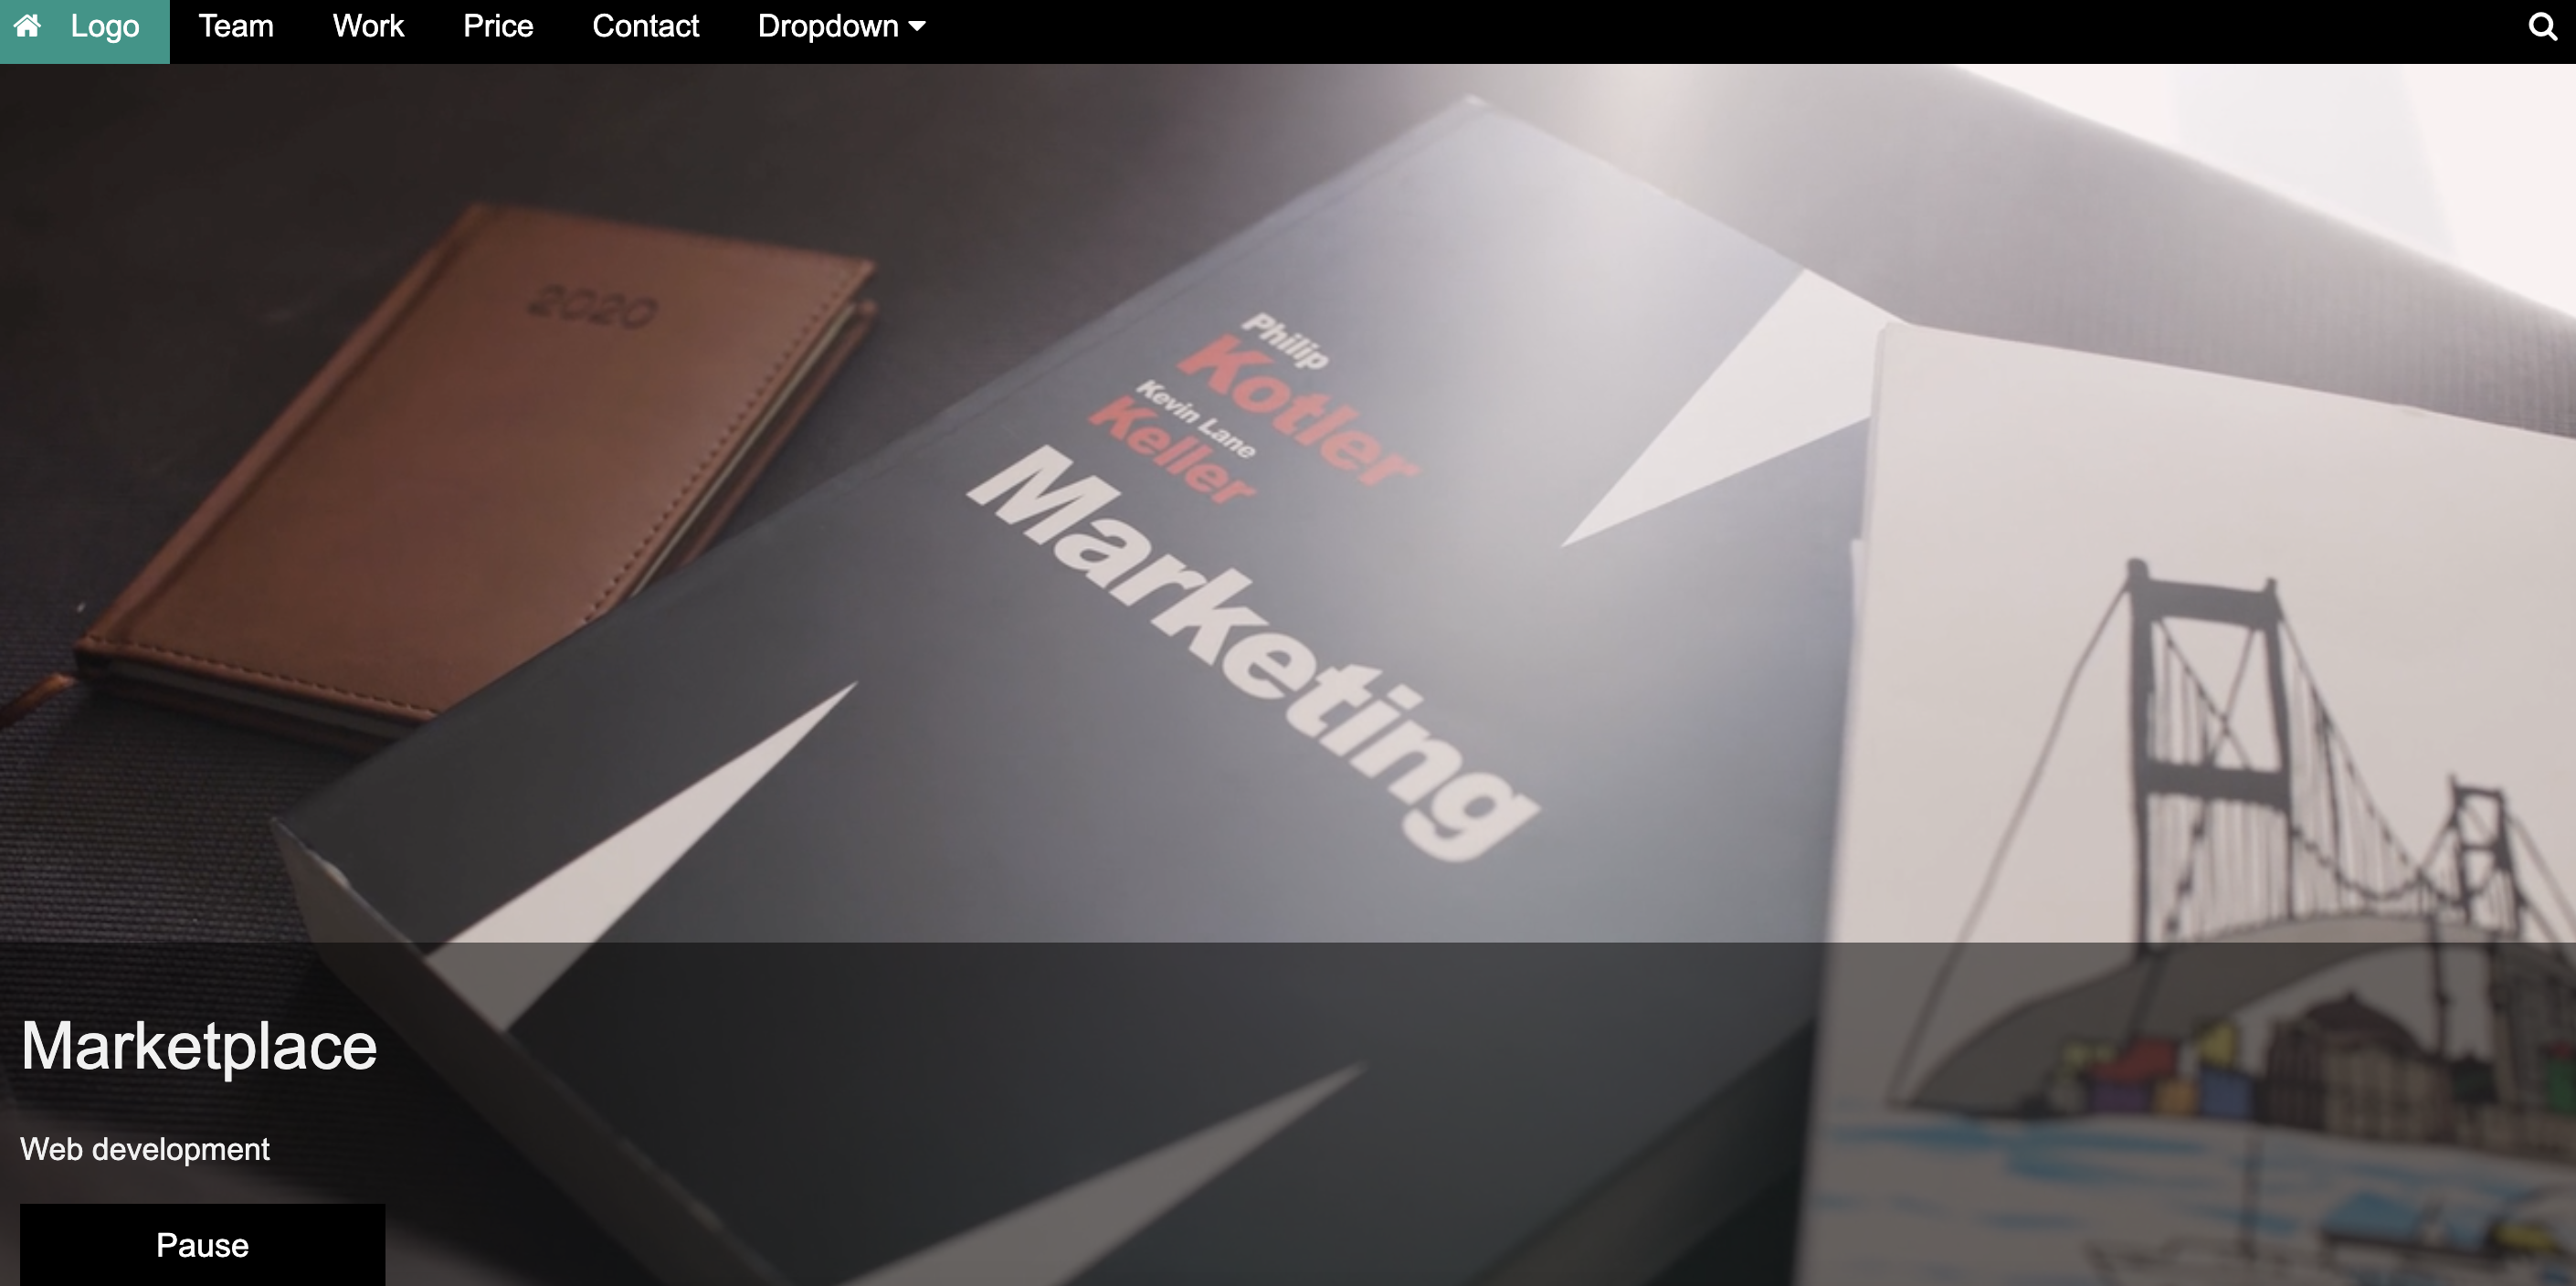 Logo
Team
Work
Price
Contact
Dropdown
2020
Philip
Kotler
Kevin Lane
Keller
Marketing
Marketplace
Web development
Pause